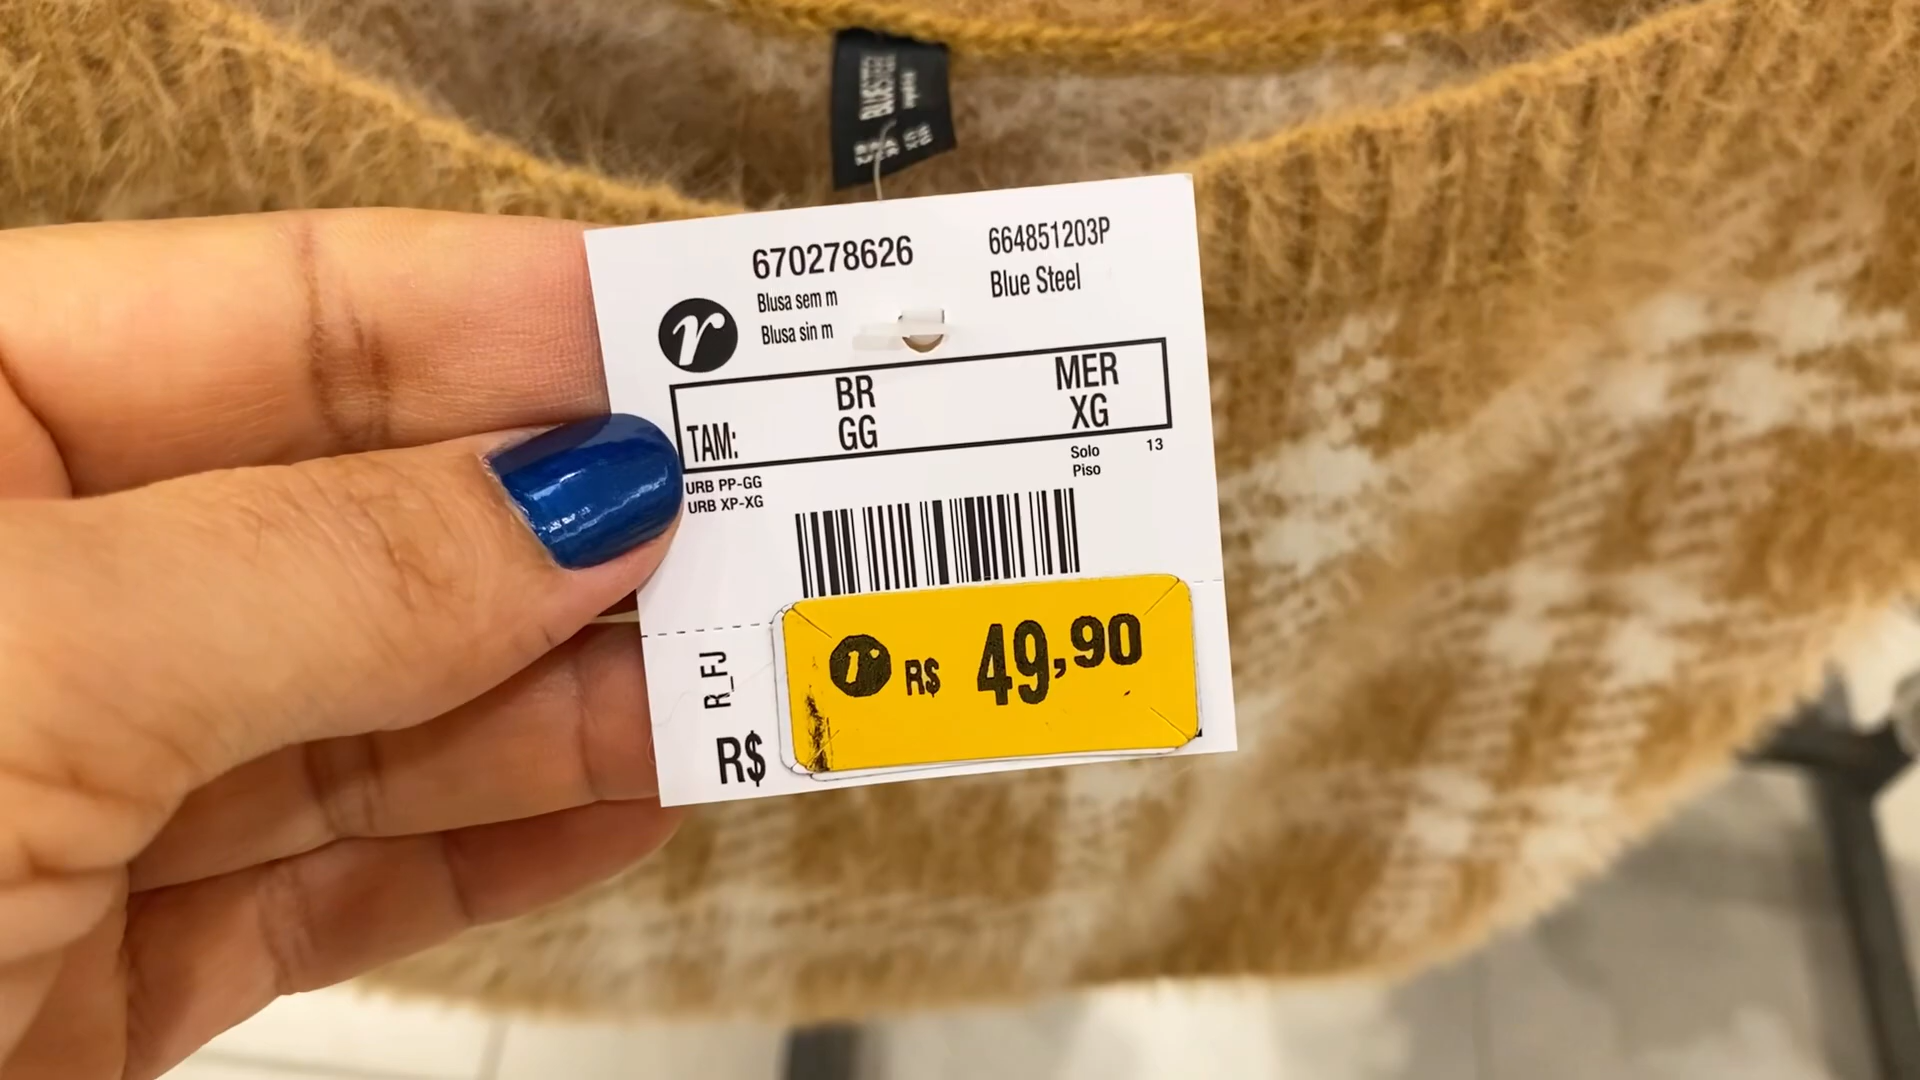 BLUESTEEL
670278626
664851203P
Blusa sem m
Blue Steel
Blusa sin m
r
BR
MER
TAM:
GG
XG
Solo
13
Piso
URB PP-GG
URB XP-XG
r R$ 49,90
R_FJ
R$